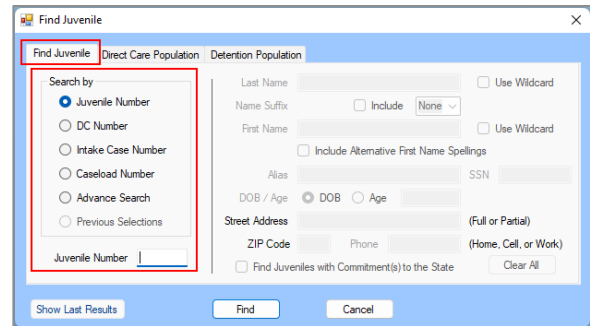 Find Juvenile
Find Juvenile Direct Care Population Detention Population
Search by
Juvenile Number
DC Number
Intake Case Number
Caseload Number
Advance Search
Previous Selections
Juvenile Number
Last Name Use Wildcard
Name Suffix Include None
First Name Use Wildcard
Include Alternative First Name Spellings
Alias SSN
DOB / Age DOB Age
Street Address (Full or Partial)
ZIP Code Phone (Home, Cell, or Work)
Find Juveniles with Commitment(s) to the State Clear All
Show Last Results Find Cancel